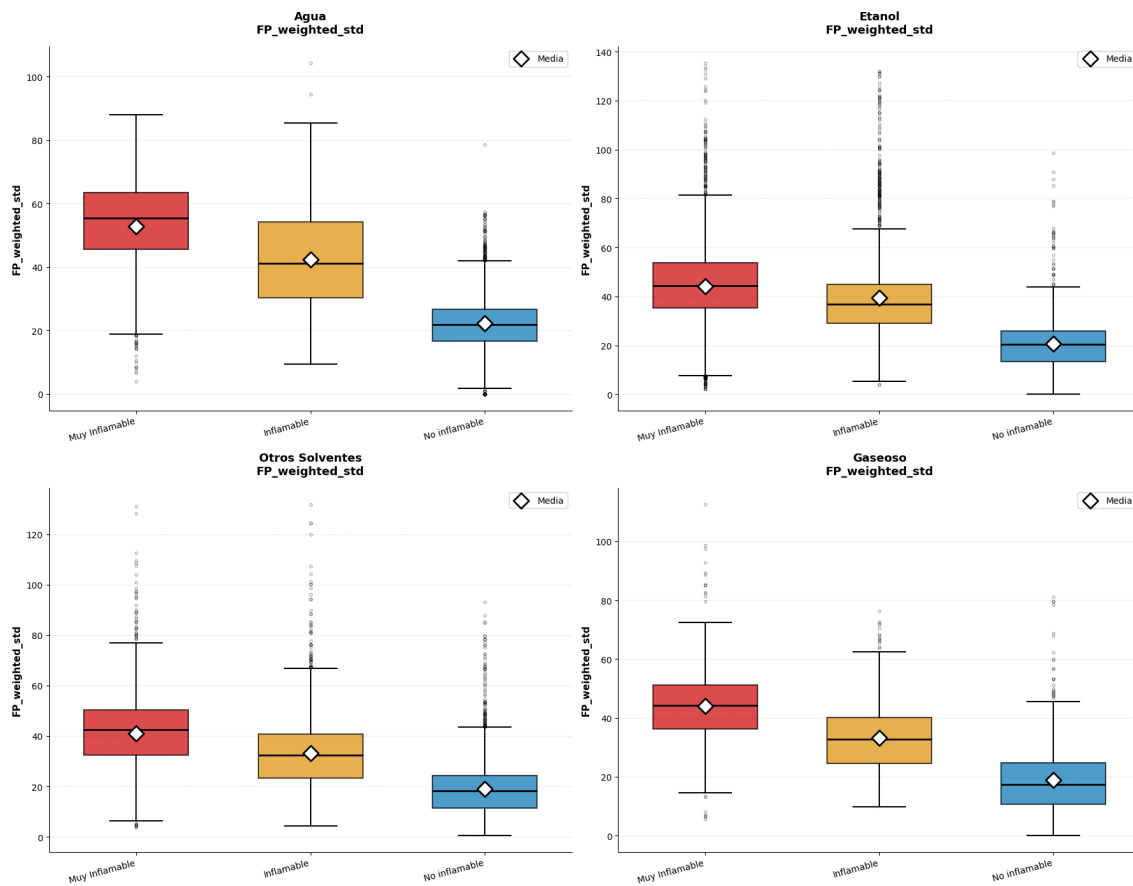 Agua
FP_weighted_std
Media
FP_weighted_std
100
80
60
40
20
0
Muy Inflamable
Inflamable
No inflamable
Etanol
FP_weighted_std
Media
FP_weighted_std
140
120
100
80
60
40
20
0
Muy Inflamable
Inflamable
No inflamable
Otros Solventes
FP_weighted_std
Media
FP_weighted_std
120
100
80
60
40
20
0
Muy Inflamable
Inflamable
No inflamable
Gaseoso
FP_weighted_std
Media
FP_weighted_std
100
80
60
40
20
0
Muy Inflamable
Inflamable
No inflamable